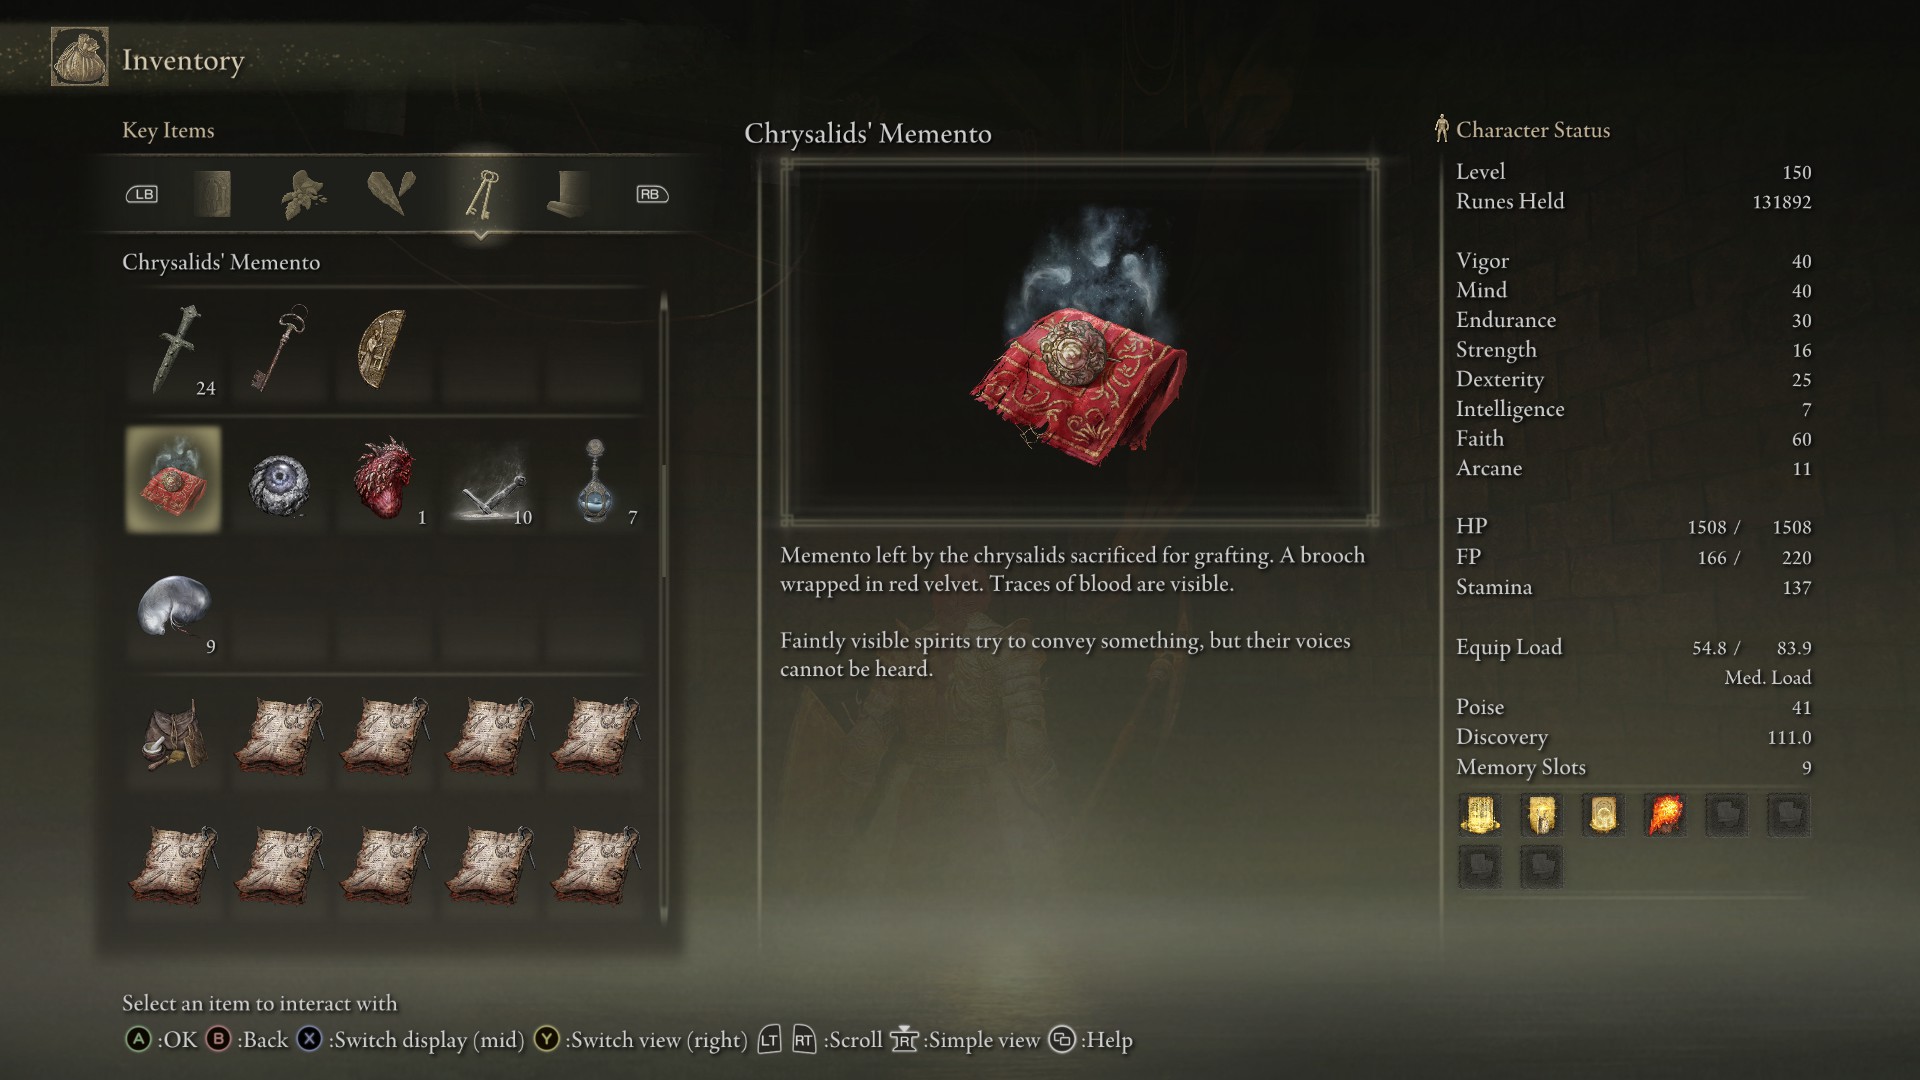 Inventory
Key Items
LB
RB
Chrysalids' Memento
24
1
10
7
9
Chrysalids' Memento
Memento left by the chrysalids sacrificed for grafting. A brooch
wrapped in red velvet. Traces of blood are visible.
Faintly visible spirits try to convey something, but their voices
cannot be heard.
Character Status
Level 150
Runes Held 131892
Vigor 40
Mind 40
Endurance 30
Strength 16
Dexterity 25
Intelligence 7
Faith 60
Arcane 11
HP 1508 / 1508
FP 166 / 220
Stamina 137
Equip Load 54.8 / 83.9
Med. Load
Poise 41
Discovery 111.0
Memory Slots 9
Select an item to interact with
A :OK B :Back X :Switch display (mid) Y :Switch view (right) LT RT :Scroll R :Simple view :Help